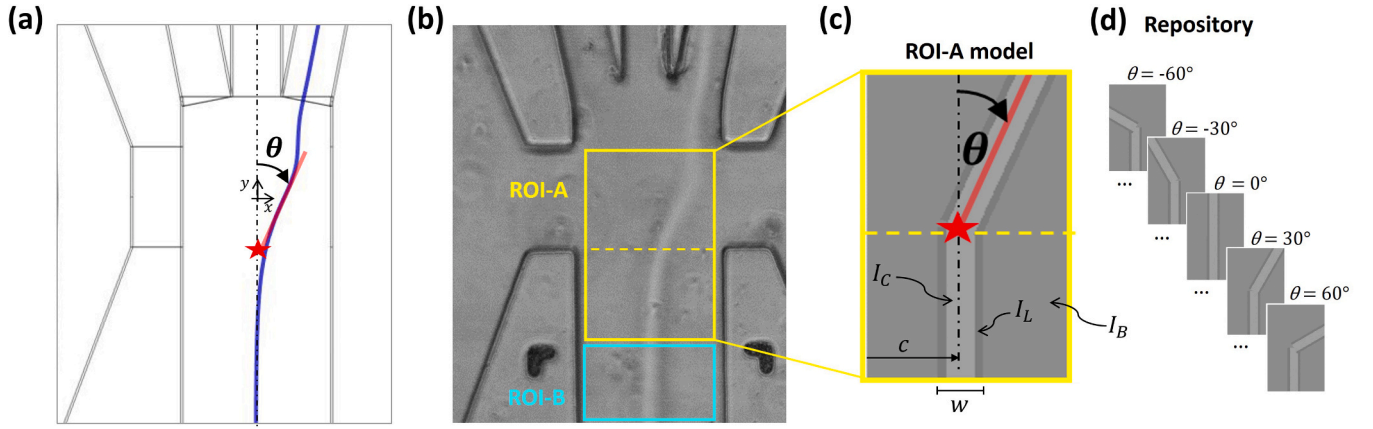 (a)
θ
y
x
(b)
ROI-A
ROI-B
(c)
ROI-A model
θ
I_C
I_L
I_B
c
w
(d)
Repository
θ = -60°
...
θ = -30°
...
θ = 0°
...
θ = 30°
...
θ = 60°